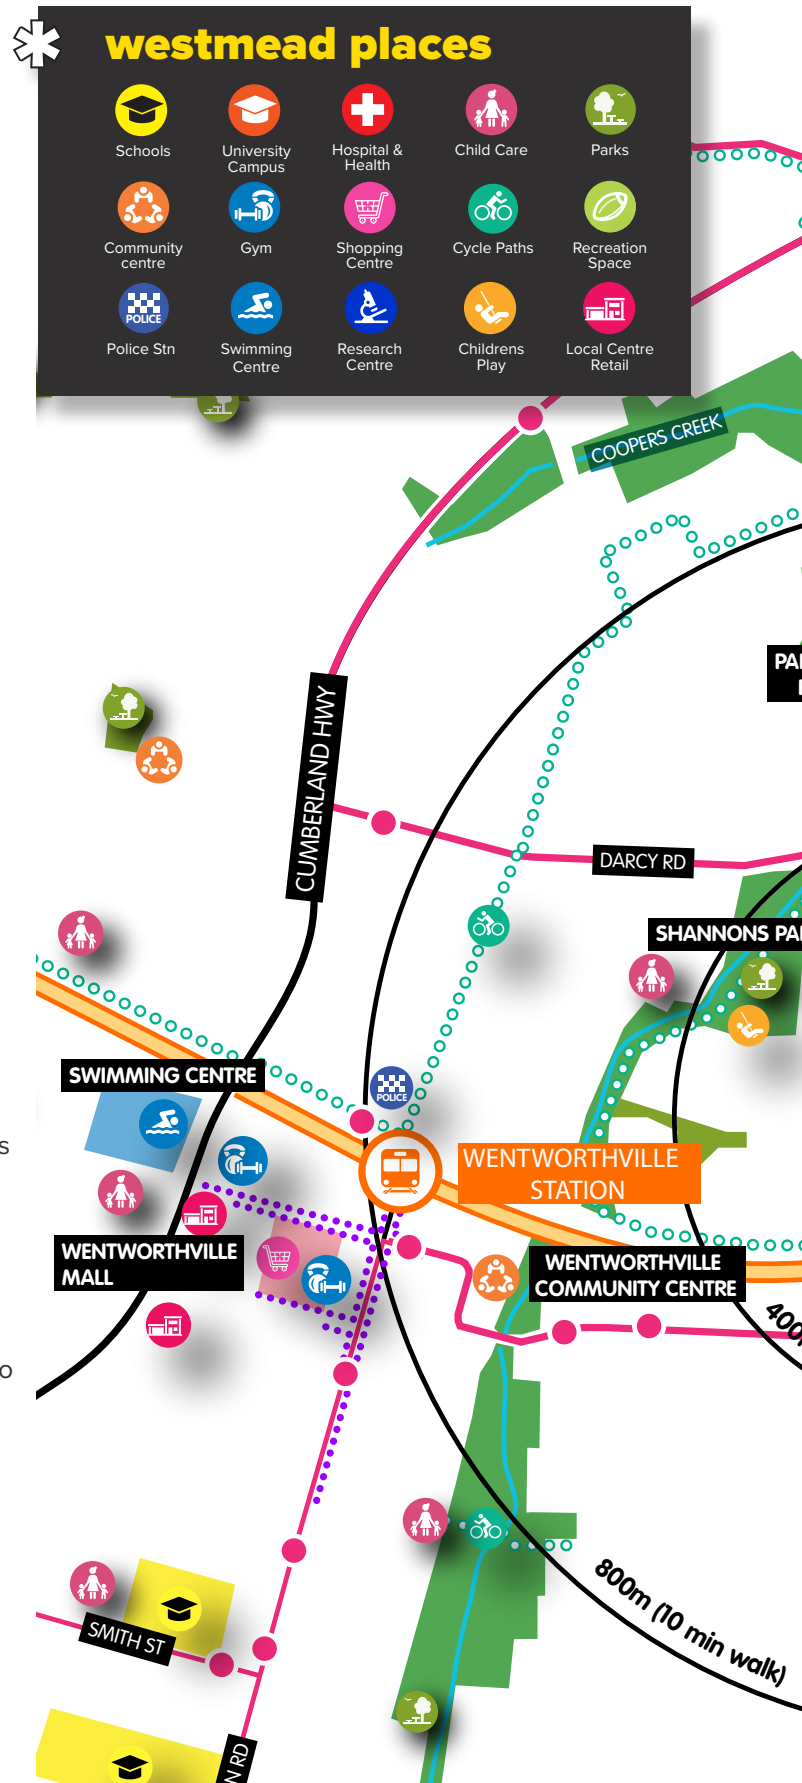 westmead places
Schools
University
Campus
Hospital &
Health
Child Care
Parks
Community
centre
Gym
Shopping
Centre
Cycle Paths
Recreation
Space
POLICE
Police Stn
Swimming
Centre
Research
Centre
Childrens
Play
Local Centre
Retail
COOPERS CREEK
CUMBERLAND HWY
DARCY RD
SHANNONS
SWIMMING CENTRE
POLICE
WENTWORTHVILLE
STATION
WENTWORTHVILLE
MALL
WENTWORTHVILLE
COMMUNITY CENTRE
800m (10 min walk)
SMITH ST
RD